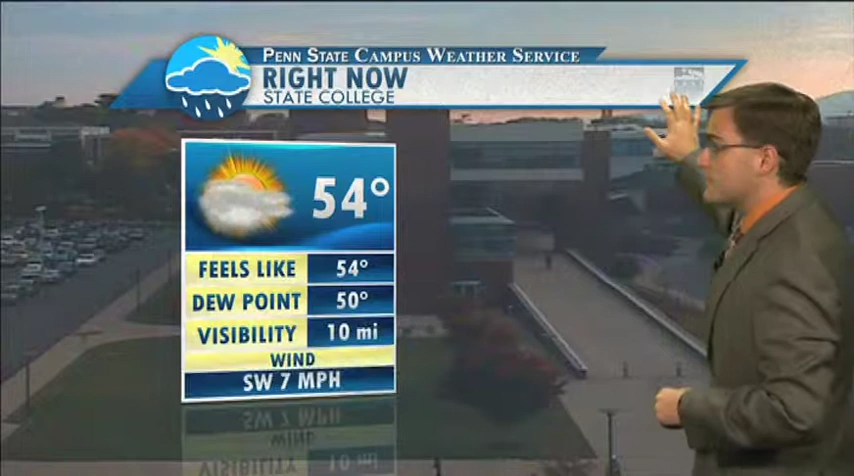 PENN STATE CAMPUS WEATHER SERVICE
RIGHT NOW
STATE COLLEGE
54°
FEELS LIKE 54°
DEW POINT 50°
VISIBILITY 10 mi
WIND
SW 7 MPH